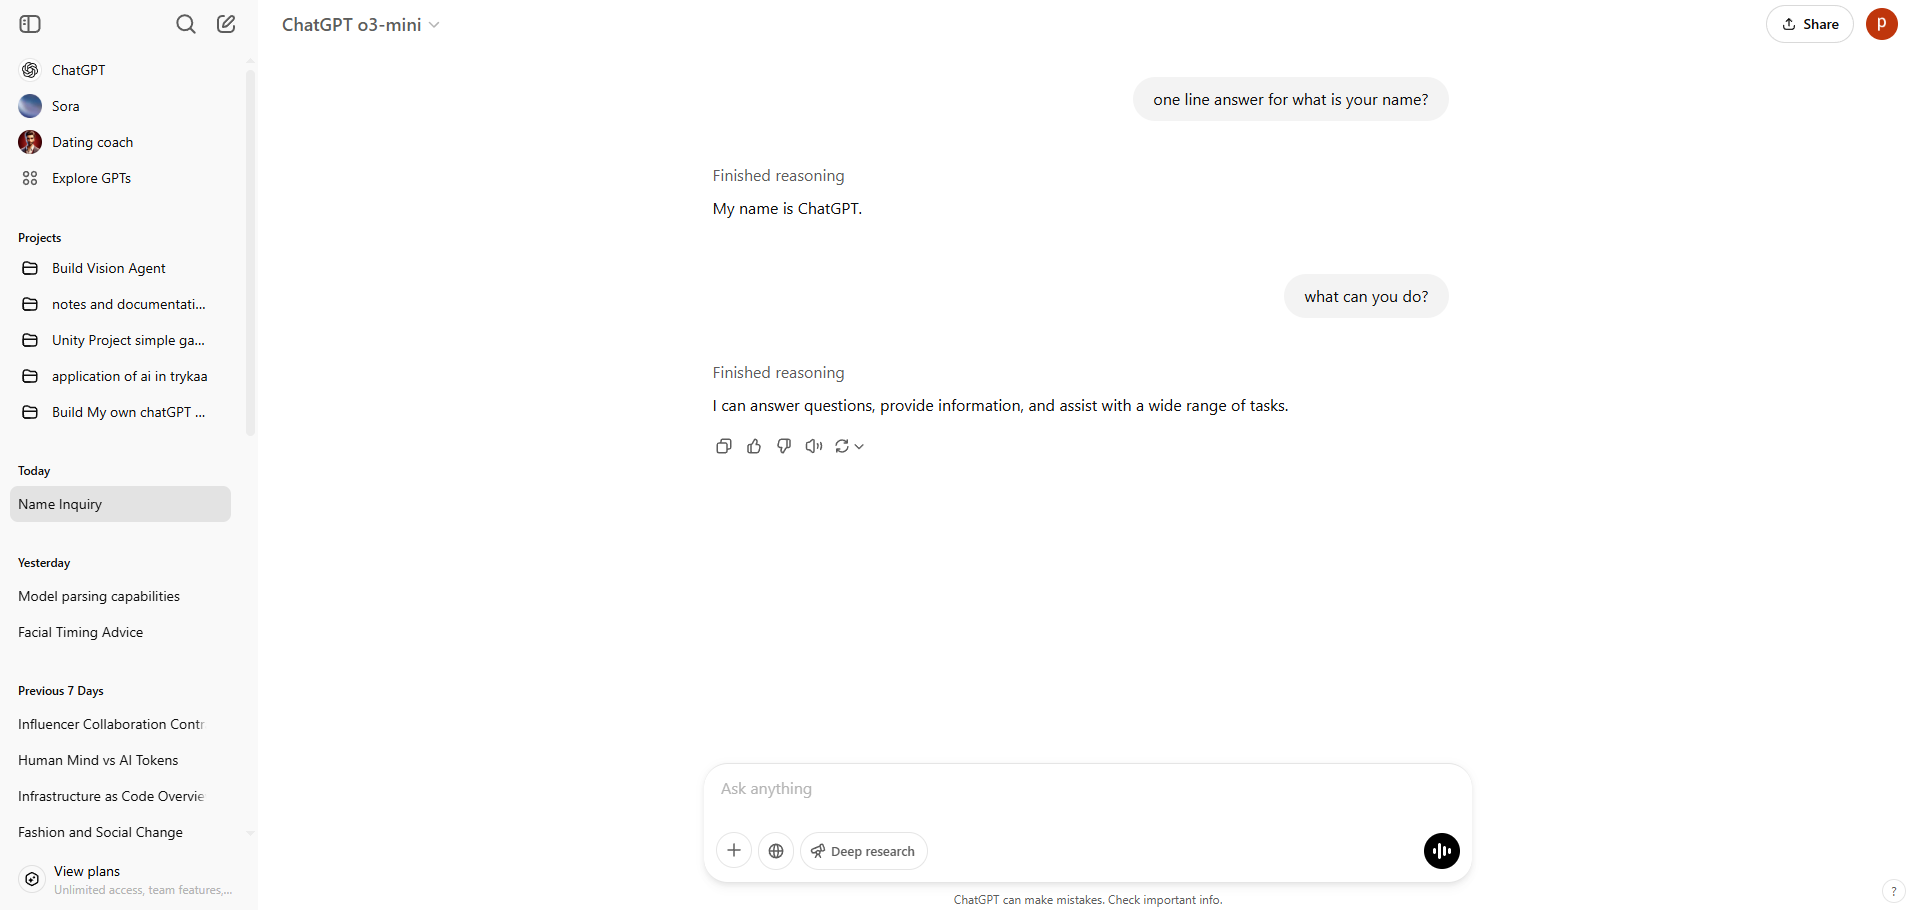 ChatGPT
Sora
Dating coach
Explore GPTs
Projects
Build Vision Agent
notes and documentati...
Unity Project simple ga...
application of ai in trykaa
Build My own chatGPT ...
Today
Name Inquiry
Yesterday
Model parsing capabilities
Facial Timing Advice
Previous 7 Days
Influencer Collaboration Contr
Human Mind vs AI Tokens
Infrastructure as Code Overvie
Fashion and Social Change
View plans
Unlimited access, team features,...
ChatGPT o3-mini
Share
p
one line answer for what is your name?
Finished reasoning
My name is ChatGPT.
what can you do?
Finished reasoning
I can answer questions, provide information, and assist with a wide range of tasks.
Ask anything
Deep research
ChatGPT can make mistakes. Check important info.
?